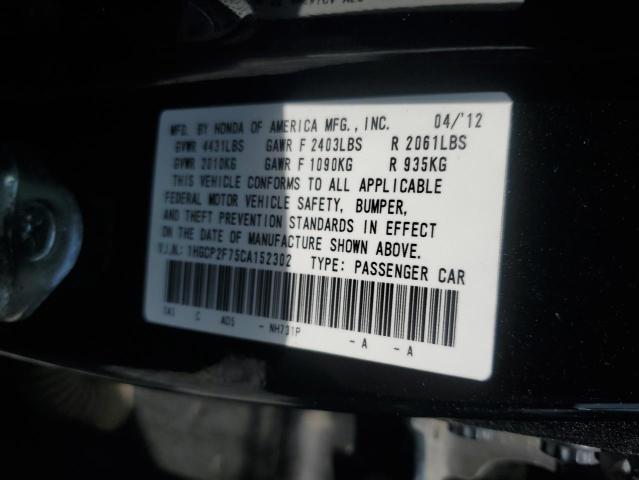 MFD. BY HONDA OF AMERICA MFG., INC. 04/'12
GVWR 4431LBS GAWR F 2403LBS R 2061LBS
GVWR 2010KG GAWR F 1090KG R 935KG
THIS VEHICLE CONFORMS TO ALL APPLICABLE
FEDERAL MOTOR VEHICLE SAFETY, BUMPER,
AND THEFT PREVENTION STANDARDS IN EFFECT
ON THE DATE OF MANUFACTURE SHOWN ABOVE.
V.I.N.: 1HGCP2F75CA152302 TYPE: PASSENGER CAR
C AD5 - NH731P - A - A